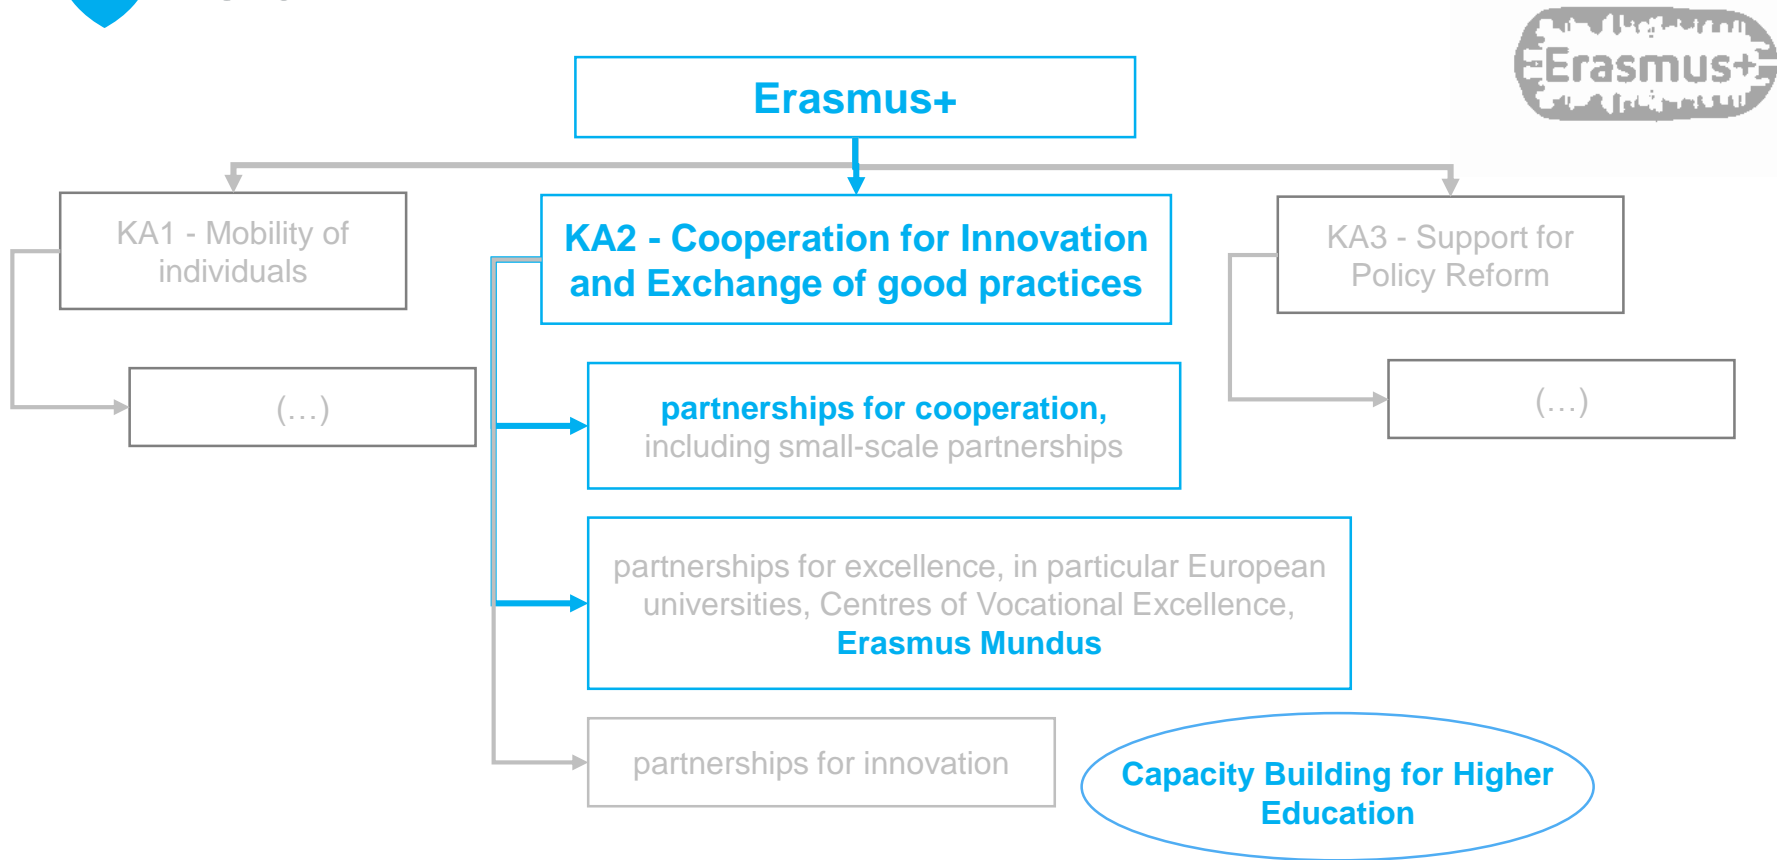 Erasmus+
Erasmus+
KA1 - Mobility of
individuals
KA2 - Cooperation for Innovation
and Exchange of good practices
KA3 - Support for
Policy Reform
(...)
partnerships for cooperation,
including small-scale partnerships
(...)
partnerships for excellence, in particular European
universities, Centres of Vocational Excellence,
Erasmus Mundus
partnerships for innovation
Capacity Building for Higher
Education